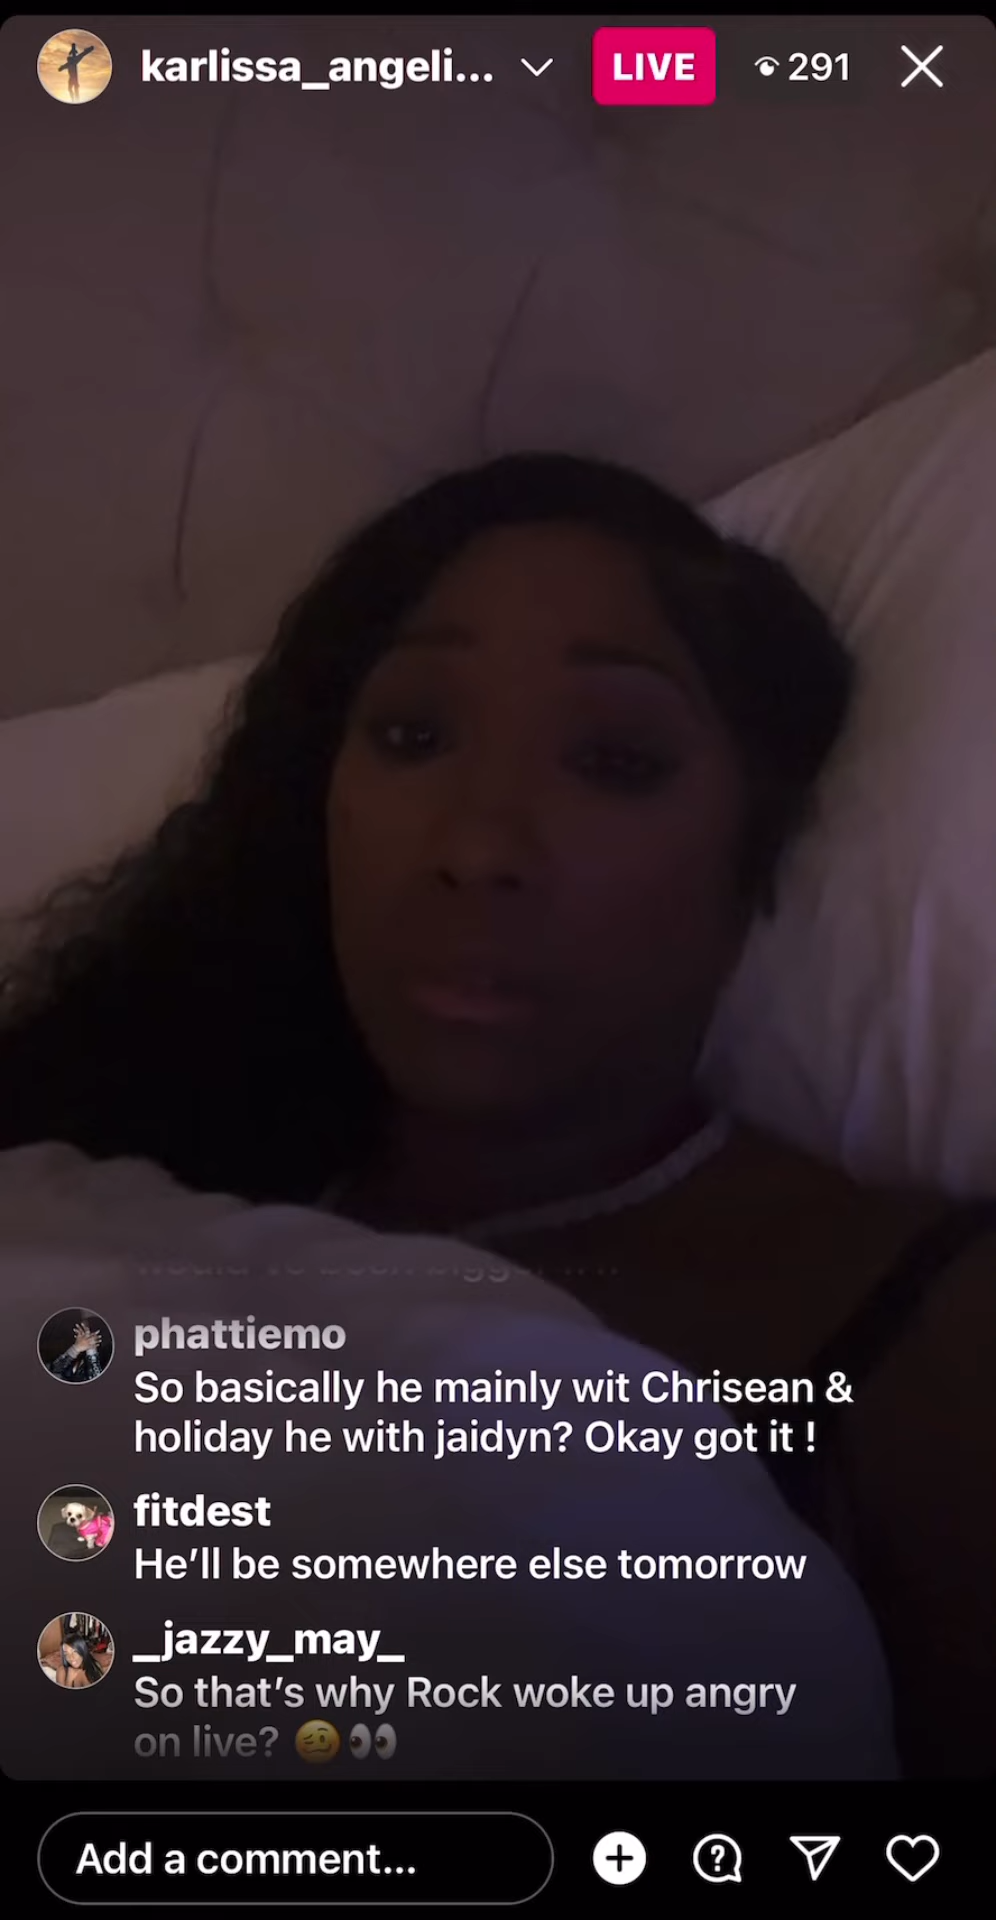 karlissa_angeli...
LIVE
291
phattiemo
So basically he mainly wit Chrisean &
holiday he with jaidyn? Okay got it !
fitdest
He’ll be somewhere else tomorrow
_jazzy_may_
So that’s why Rock woke up angry
on live? 🥴👀
Add a comment...